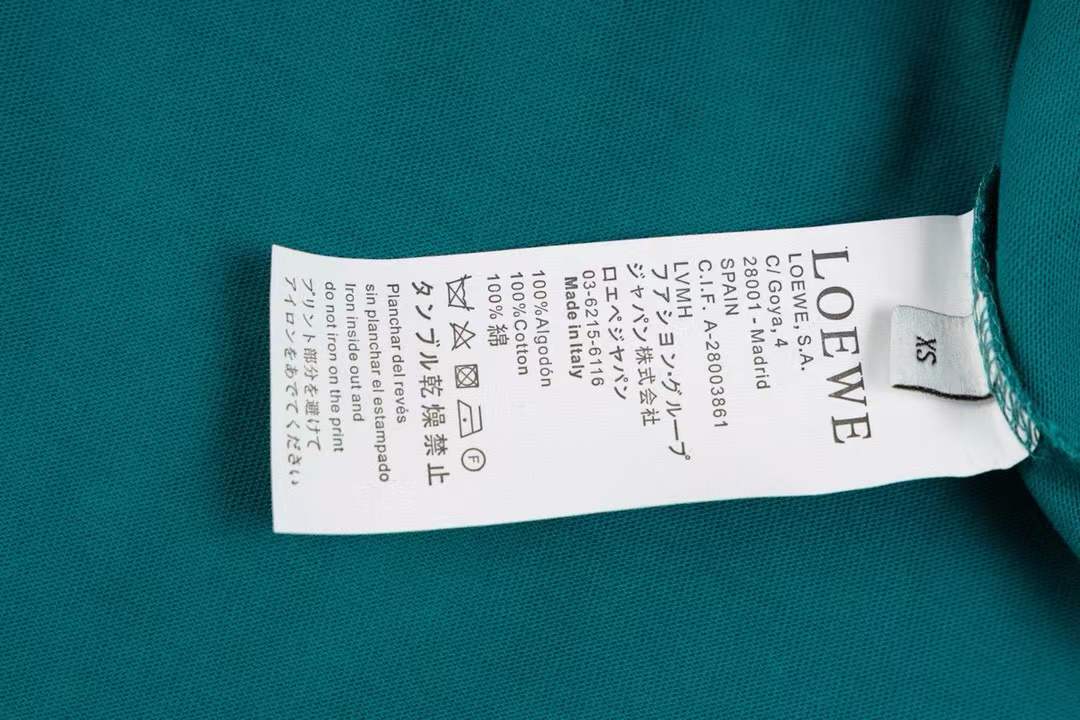 LOEWE
LOEWE, S.A.
C/ Goya, 4
28001 - Madrid
SPAIN
C.I.F. A-28003861
LVMH
ファション・グループ
ジャパン株式会社
ロエベジャパン
03-6215-6116
Made in Italy
100%Algodón
100%Cotton
100% 綿
F
タンブル乾燥禁止
Planchar del revés
sin planchar el estampado
Iron inside out and
do not iron on the print
プリント部分を避けて
アイロンをあてでください
XS